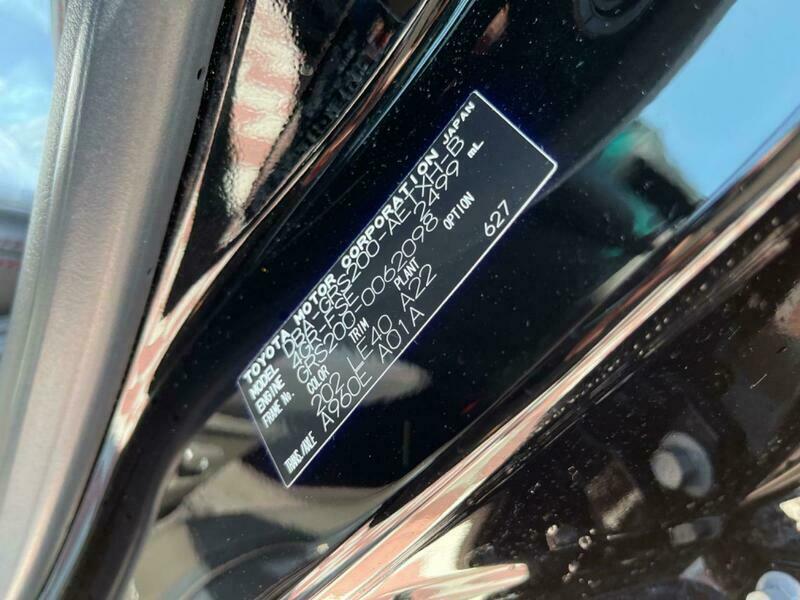 TOYOTA MOTOR CORPORATION JAPAN
MODEL DBA-GRS200-AETXH-B
ENGINE 4GR-FSE 2499 mL
FRAME No. GRS200-0062098
COLOR TRIM PLANT OPTION
202 LE40 A22 627
TRANS./AXLE A960E A01A